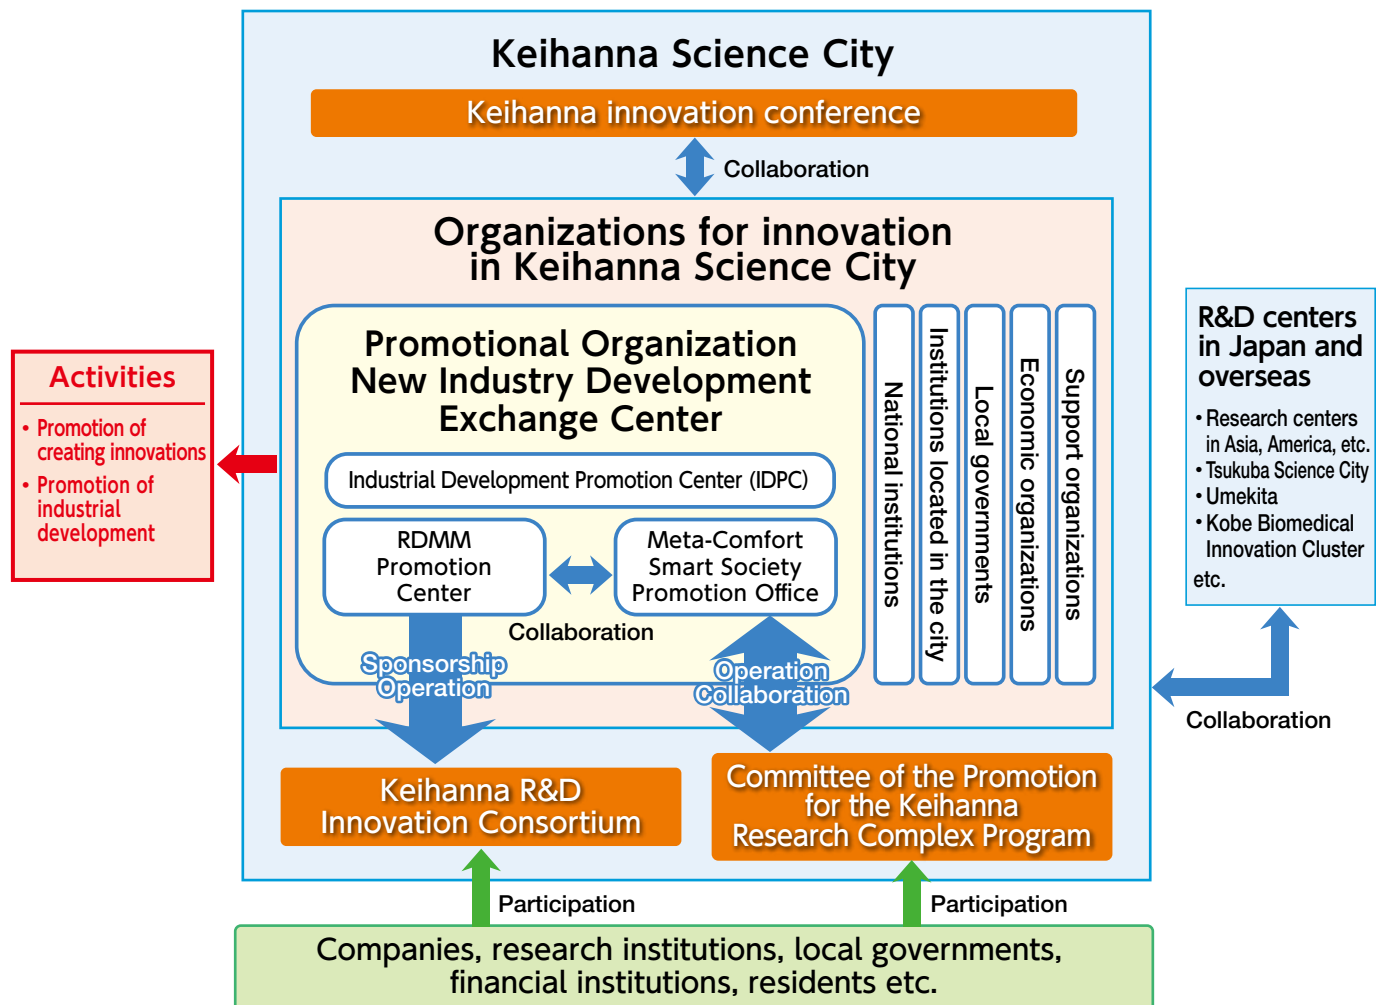 Keihanna Science City
Keihanna innovation conference
Collaboration
Organizations for innovation
in Keihanna Science City
Promotional Organization
New Industry Development
Exchange Center
Industrial Development Promotion Center (IDPC)
RDMM
Promotion
Center
Meta-Comfort
Smart Society
Promotion Office
Collaboration
Sponsorship
Operation
Operation
Collaboration
National institutions
Institutions located in the city
Local governments
Economic organizations
Support organizations
Activities
• Promotion of
creating innovations
• Promotion of
industrial
development
R&D centers
in Japan and
overseas
• Research centers
in Asia, America, etc.
• Tsukuba Science City
• Umekita
• Kobe Biomedical
Innovation Cluster
etc.
Collaboration
Keihanna R&D
Innovation Consortium
Committee of the Promotion
for the Keihanna
Research Complex Program
Participation
Participation
Companies, research institutions, local governments,
financial institutions, residents etc.